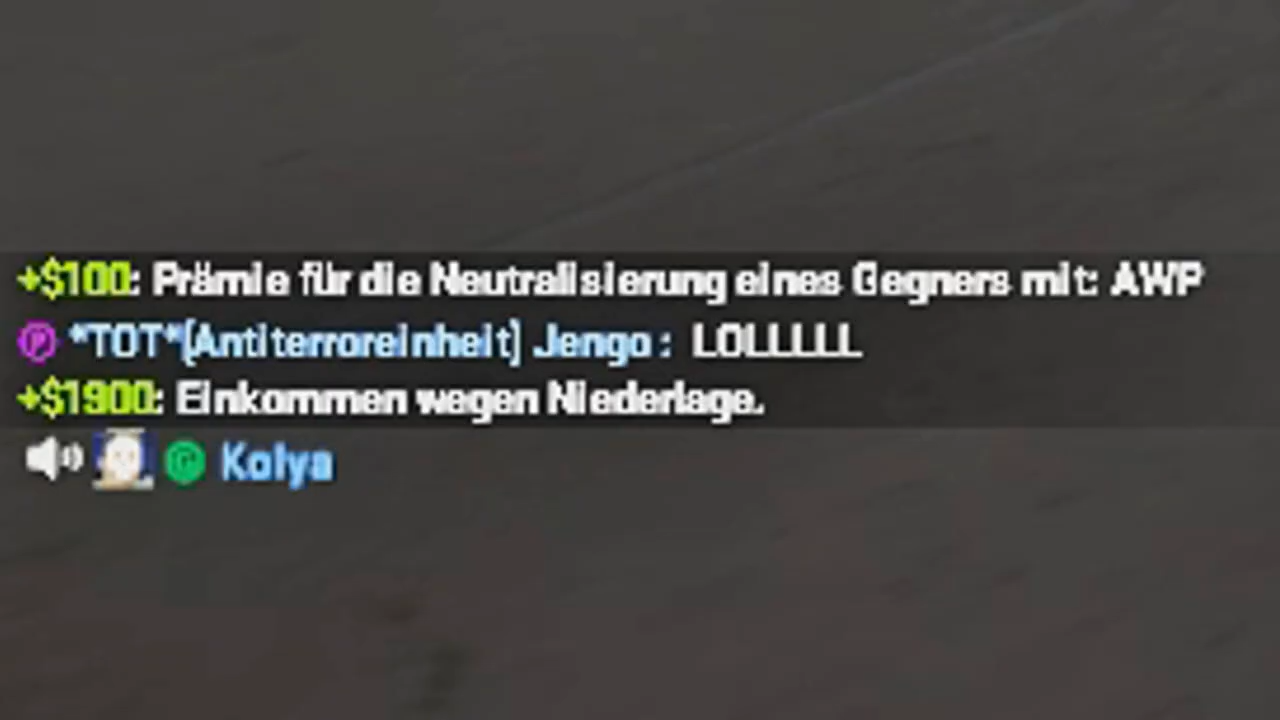 +$100: Prämie für die Neutralisierung eines Gegners mit: AWP
*TOT*(Antiterroreinheit) Jengo : LOLLLLL
+$1900: Einkommen wegen Niederlage.
Kolya